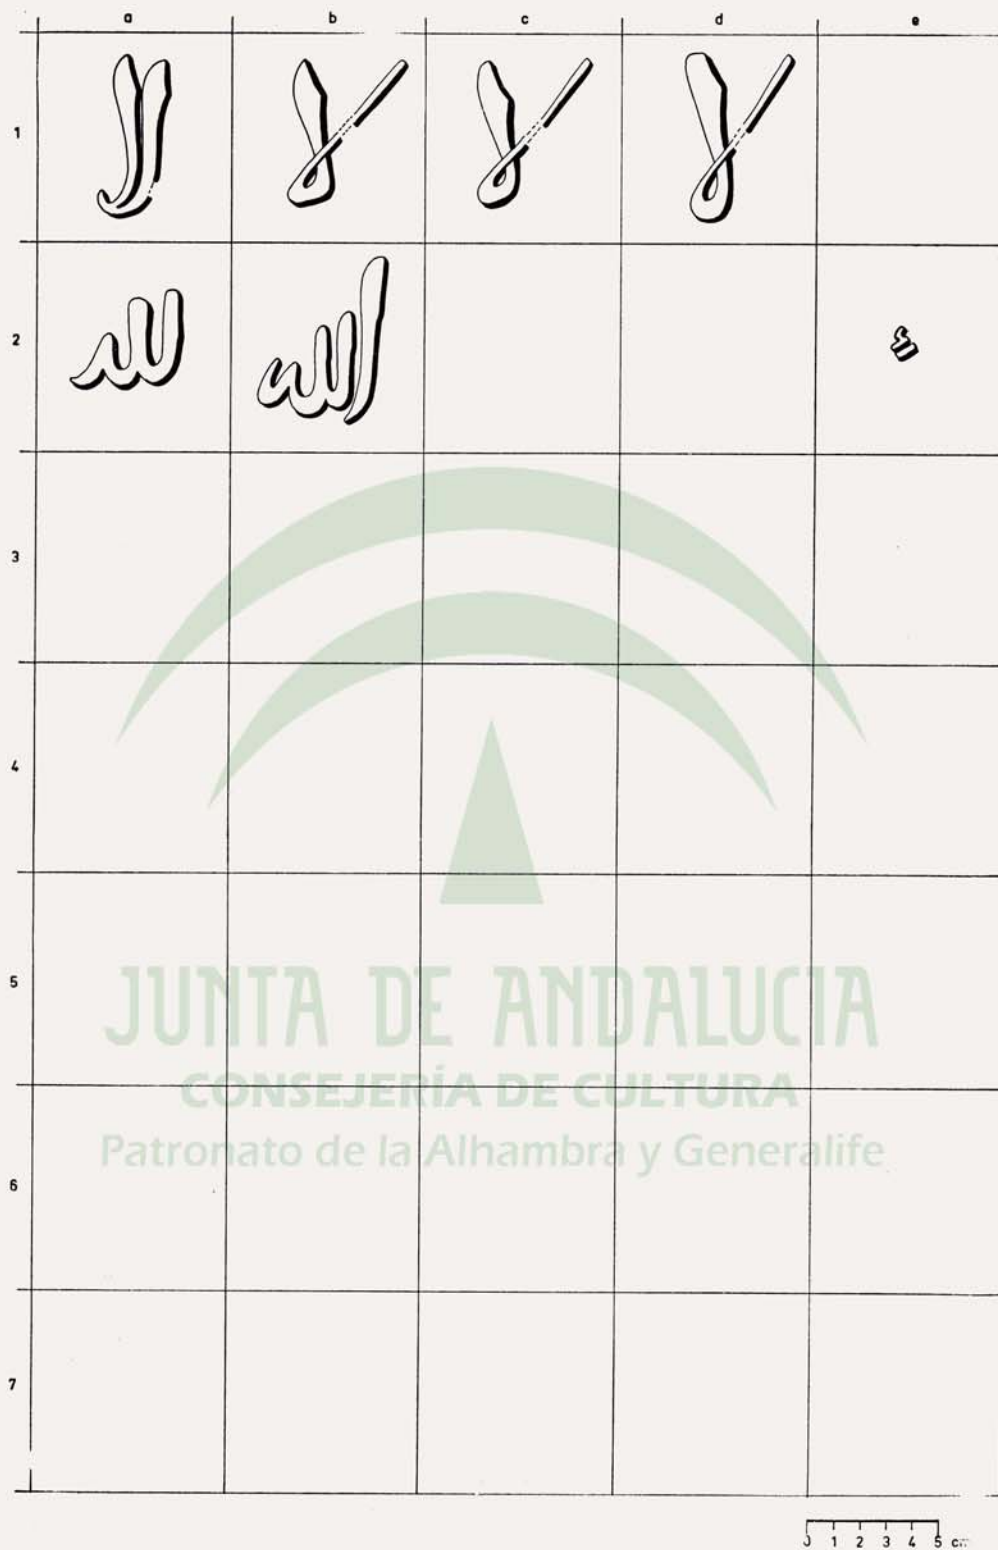 a b c d e
1 لا لا لا لا
2 لله الله ء
3
4
5
JUNTA DE ANDALUCIA
CONSEJERÍA DE CULTURA
Patronato de la Alhambra y Generalife
6
7
0 1 2 3 4 5 cm